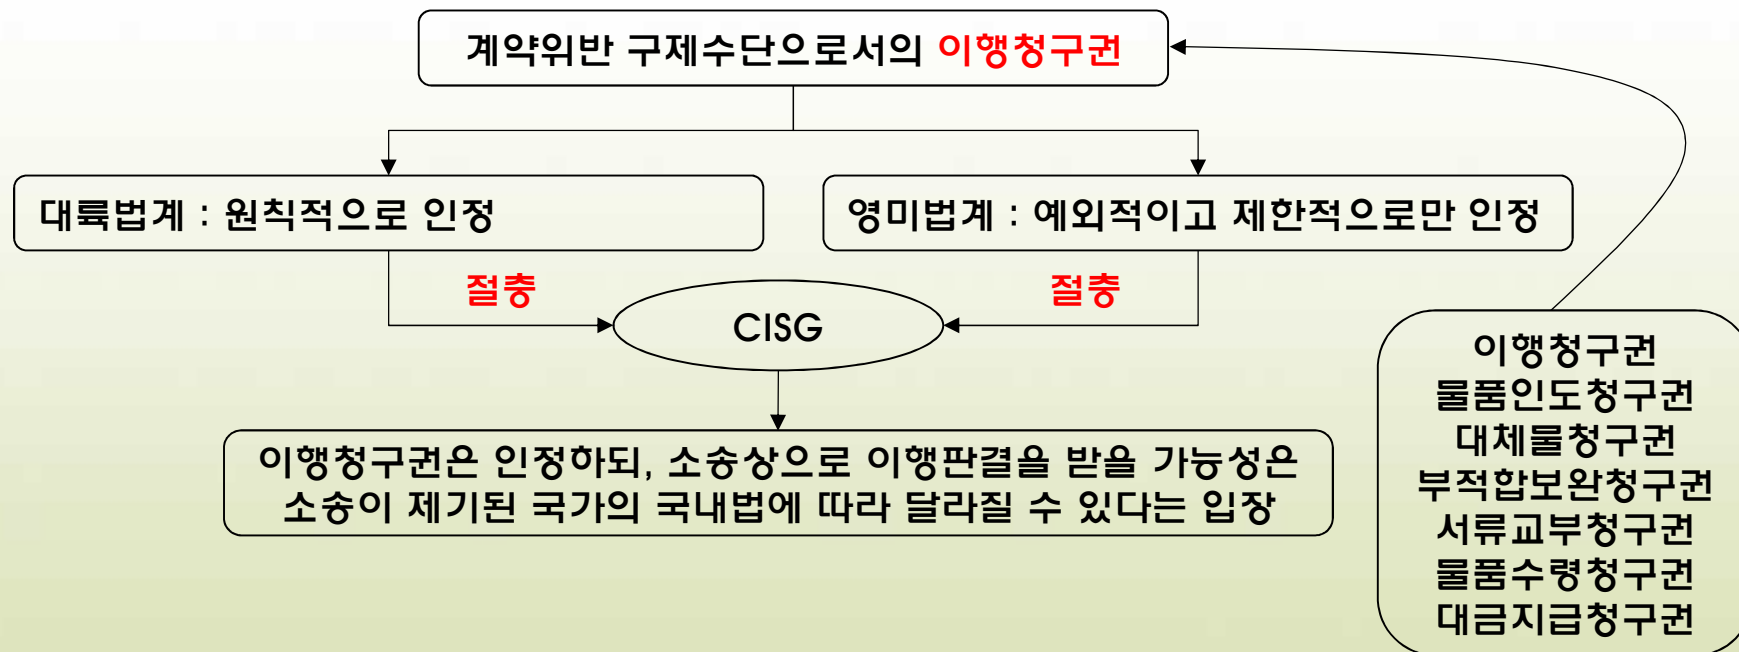 계약위반 구제수단으로서의 이행청구권
대륙법계 : 원칙적으로 인정
영미법계 : 예외적이고 제한적으로만 인정
절충
절충
CISG
이행청구권은 인정하되, 소송상으로 이행판결을 받을 가능성은
소송이 제기된 국가의 국내법에 따라 달라질 수 있다는 입장
이행청구권
물품인도청구권
대체물청구권
부적합보완청구권
서류교부청구권
물품수령청구권
대금지급청구권